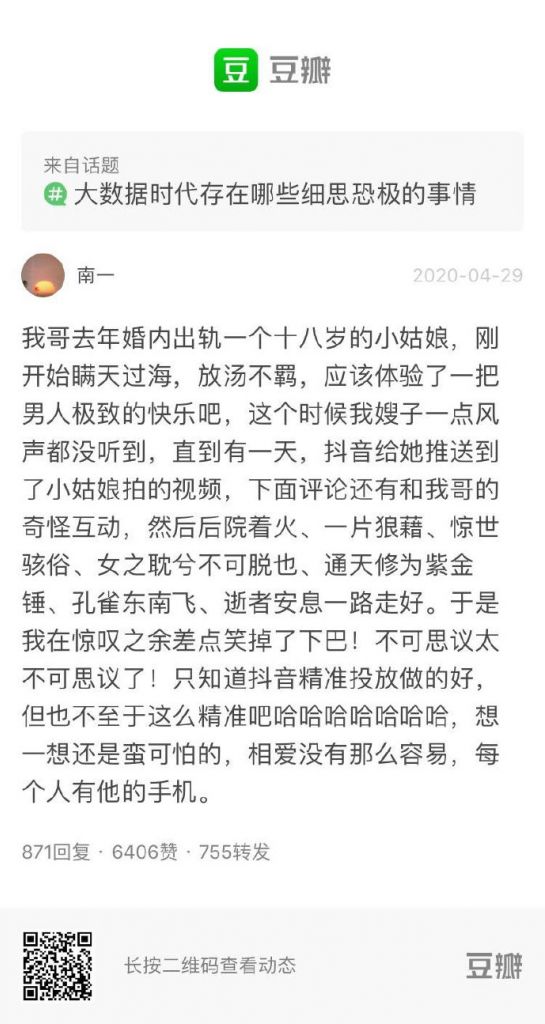 豆 豆瓣
来自话题
# 大数据时代存在哪些细思恐极的事情
南一 2020-04-29
我哥去年婚内出轨一个十八岁的小姑娘，刚
开始瞒天过海，放汤不羁，应该体验了一把
男人极致的快乐吧，这个时候我嫂子一点风
声都没听到，直到有一天，抖音给她推送到
了小姑娘拍的视频，下面评论还有和我哥的
奇怪互动，然后后院着火、一片狼藉、惊世
骇俗、女之耽兮不可脱也、通天修为紫金
锤、孔雀东南飞、逝者安息一路走好。于是
我在惊叹之余差点笑掉了下巴！不可思议太
不可思议了！只知道抖音精准投放做的好，
但也不至于这么精准吧哈哈哈哈哈哈哈，想
一想还是蛮可怕的，相爱没有那么容易，每
个人有他的手机。
871回复 · 6406赞 · 755转发
长按二维码查看动态 豆瓣